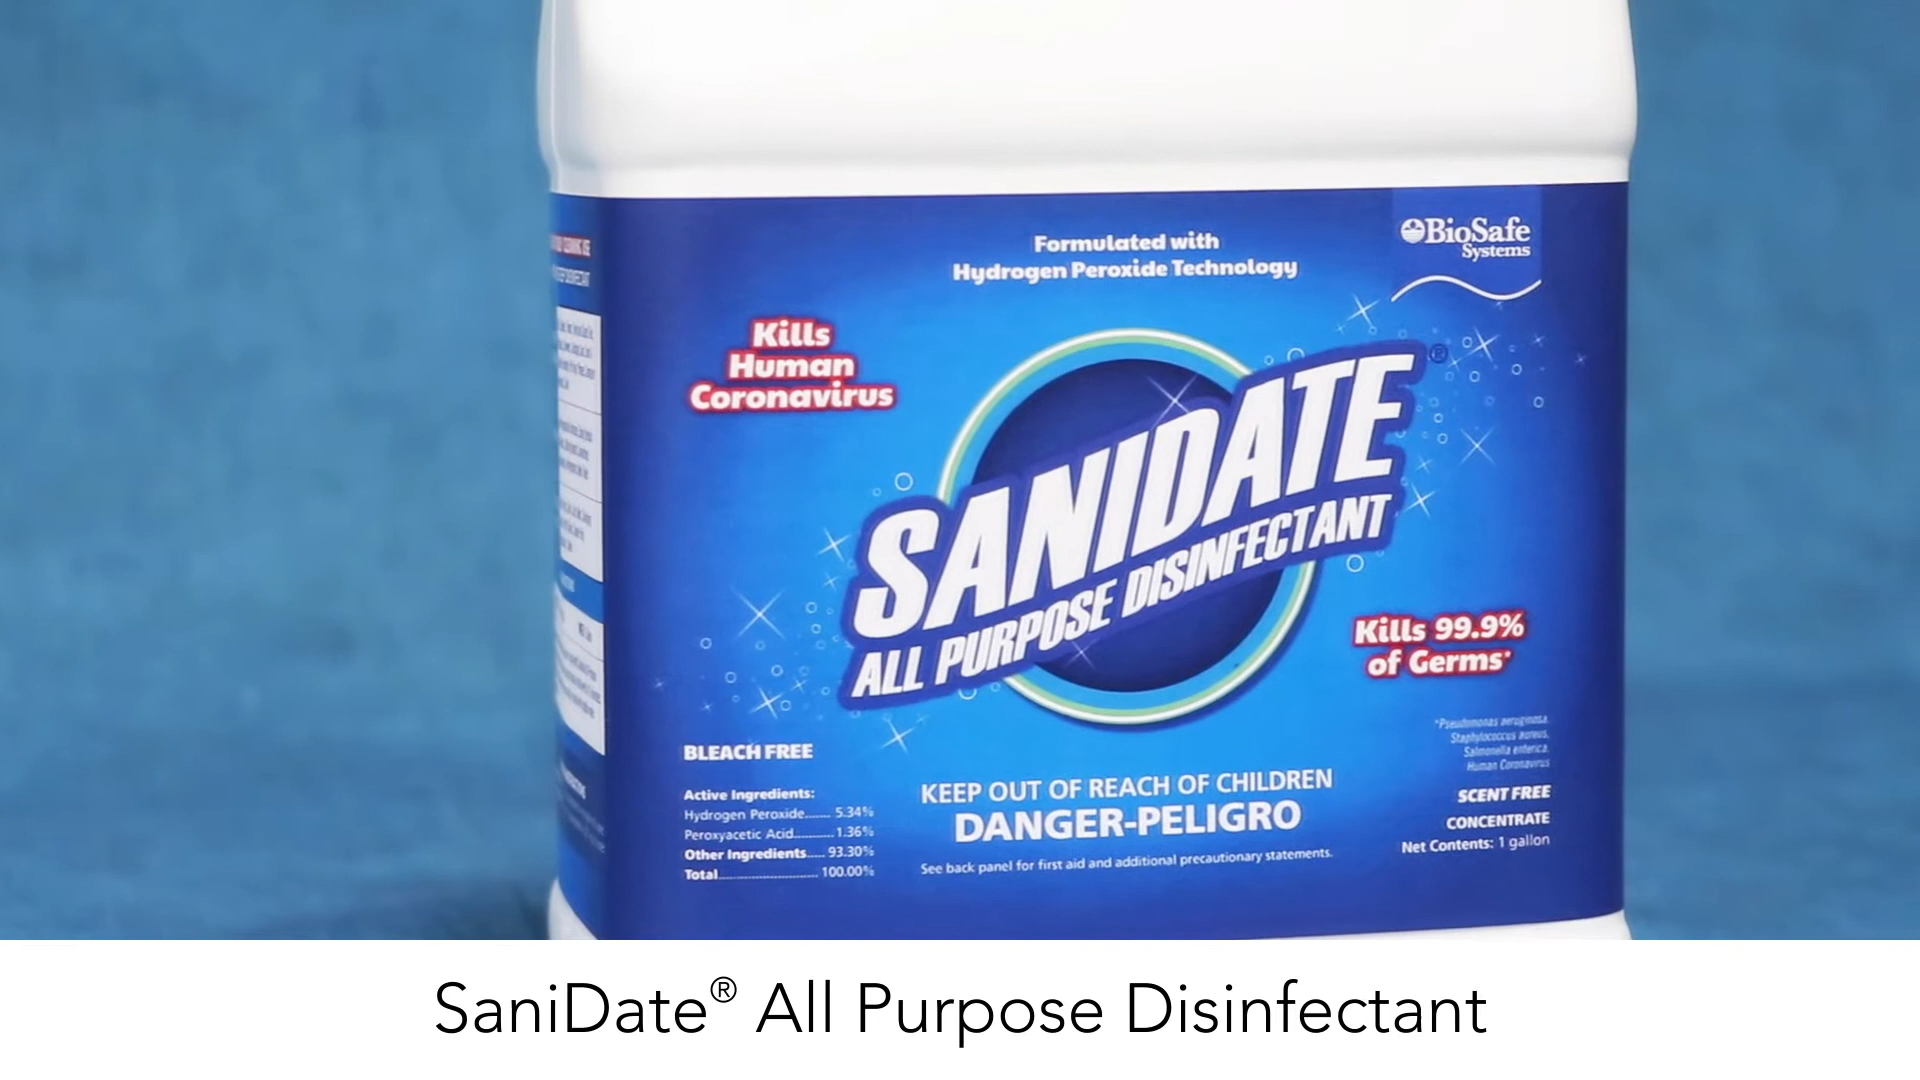 Formulated with
Hydrogen Peroxide Technology
BioSafe
Systems
Kills
Human
Coronavirus
SANIDATE®
ALL PURPOSE DISINFECTANT
Kills 99.9%
of Germs*
*Pseudomonas aeruginosa,
Staphylococcus aureus,
Salmonella enterica,
Human Coronavirus
BLEACH FREE
Active Ingredients:
Hydrogen Peroxide....... 5.34%
Peroxyacetic Acid........... 1.36%
Other Ingredients..... 93.30%
Total........................... 100.00%
KEEP OUT OF REACH OF CHILDREN
DANGER-PELIGRO
See back panel for first aid and additional precautionary statements.
SCENT FREE
CONCENTRATE
Net Contents: 1 gallon
SaniDate® All Purpose Disinfectant